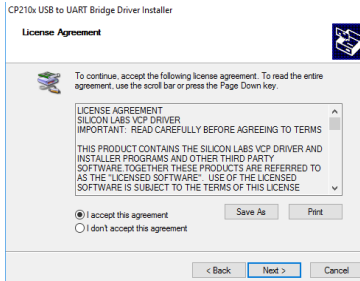 CP210x USB to UART Bridge Driver Installer
License Agreement
To continue, accept the following license agreement. To read the entire
agreement, use the scroll bar or press the Page Down key.
LICENSE AGREEMENT
SILICON LABS VCP DRIVER
IMPORTANT: READ CAREFULLY BEFORE AGREEING TO TERMS
THIS PRODUCT CONTAINS THE SILICON LABS VCP DRIVER AND
INSTALLER PROGRAMS AND OTHER THIRD PARTY
SOFTWARE.TOGETHER THESE PRODUCTS ARE REFERRED TO
AS THE "LICENSED SOFTWARE". USE OF THE LICENSED
SOFTWARE IS SUBJECT TO THE TERMS OF THIS LICENSE
I accept this agreement
Save As
Print
I don't accept this agreement
< Back
Next >
Cancel